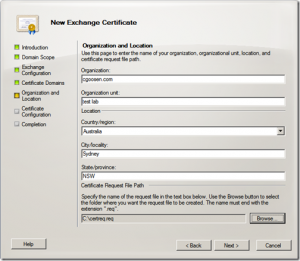 New Exchange Certificate
Introduction
Domain Scope
Exchange
Configuration
Certificate Domains
Organization and
Location
Certificate
Configuration
Completion
Organization and Location
Use this page to enter the name of your organization, organizational unit, location, and
certificate request file path.
Organization:
cgoosen.com
Organization unit:
test lab
Location
Country/region:
Australia
City/locality:
Sydney
State/province:
NSW
Certificate Request File Path
Specify the name of the request file in the text box below. Use the Browse button to select
the folder where you want the request file to be created. The name must end with the
extension ".req".
C:\certreq.req
Browse...
Help
< Back
Next >
Cancel